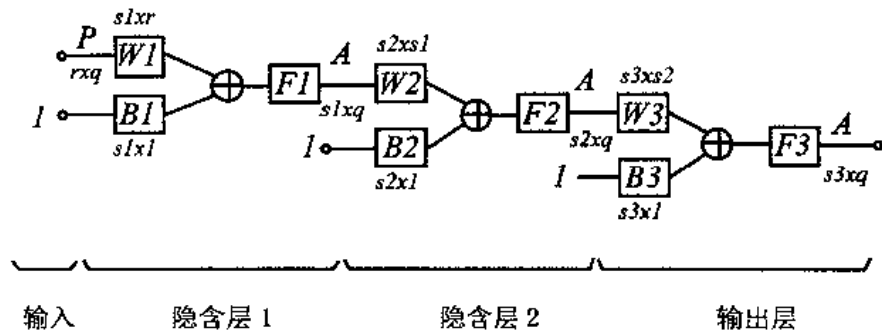 s1xr
P W1 rxq
1 B1 s1x1
F1 A s1xq
s2xs1
W2
1 B2 s2x1
F2 A s2xq
s3xs2
W3
1 B3 s3x1
F3 A s3xq
输入 隐含层 1 隐含层 2 输出层